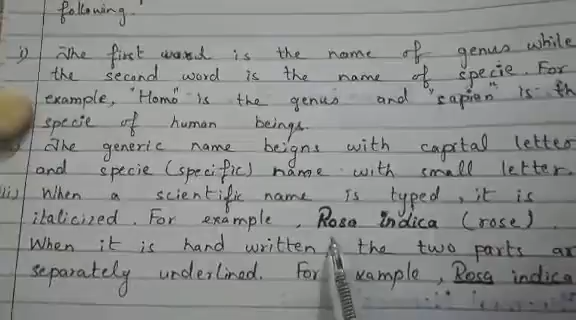 following.
i) The first word is the name of genus while
the second word is the name of specie. For
example, "Homo" is the genus and "sapian" is th
specie of human beings.
The generic name beigns with capital letter
and specie (specific) name with small letter.
iii) When a scientific name is typed, it is
italicized. For example, Rosa indica (rose).
When it is hand written, the two parts ar
separately underlined. For xample, Rosa indica